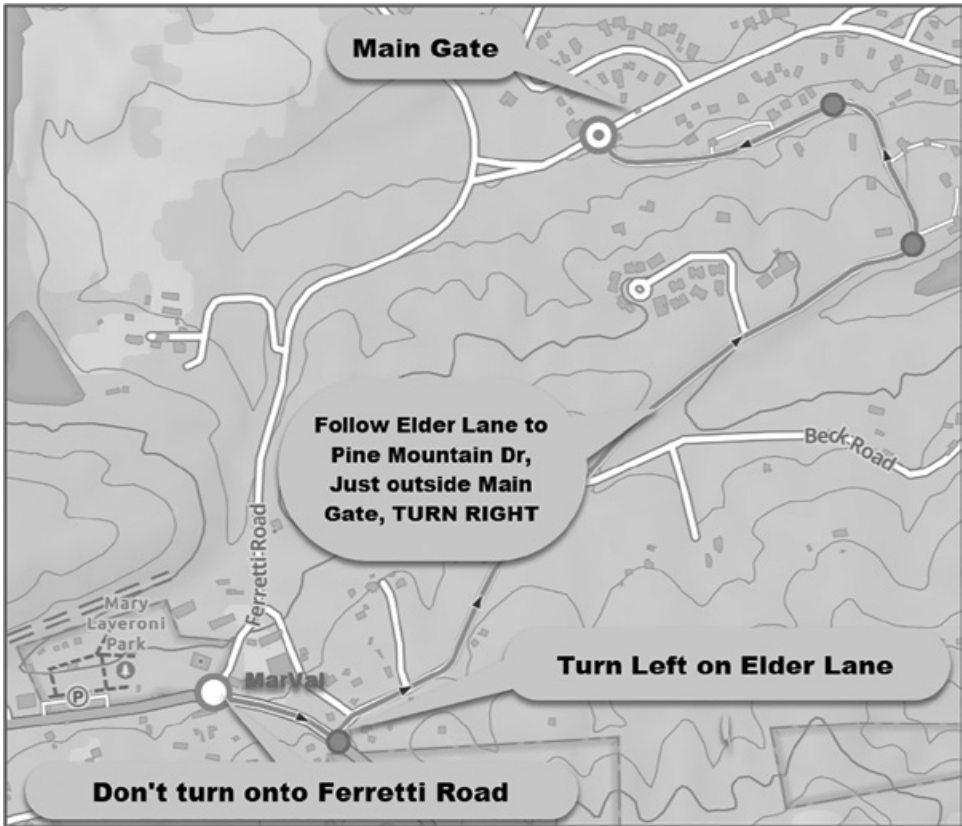 Main Gate
Follow Elder Lane to
Pine Mountain Dr,
Just outside Main
Gate, TURN RIGHT
Beck Road
Ferretti Road
Mary
Laveroni
Park
P
MarVal
Turn Left on Elder Lane
Don't turn onto Ferretti Road